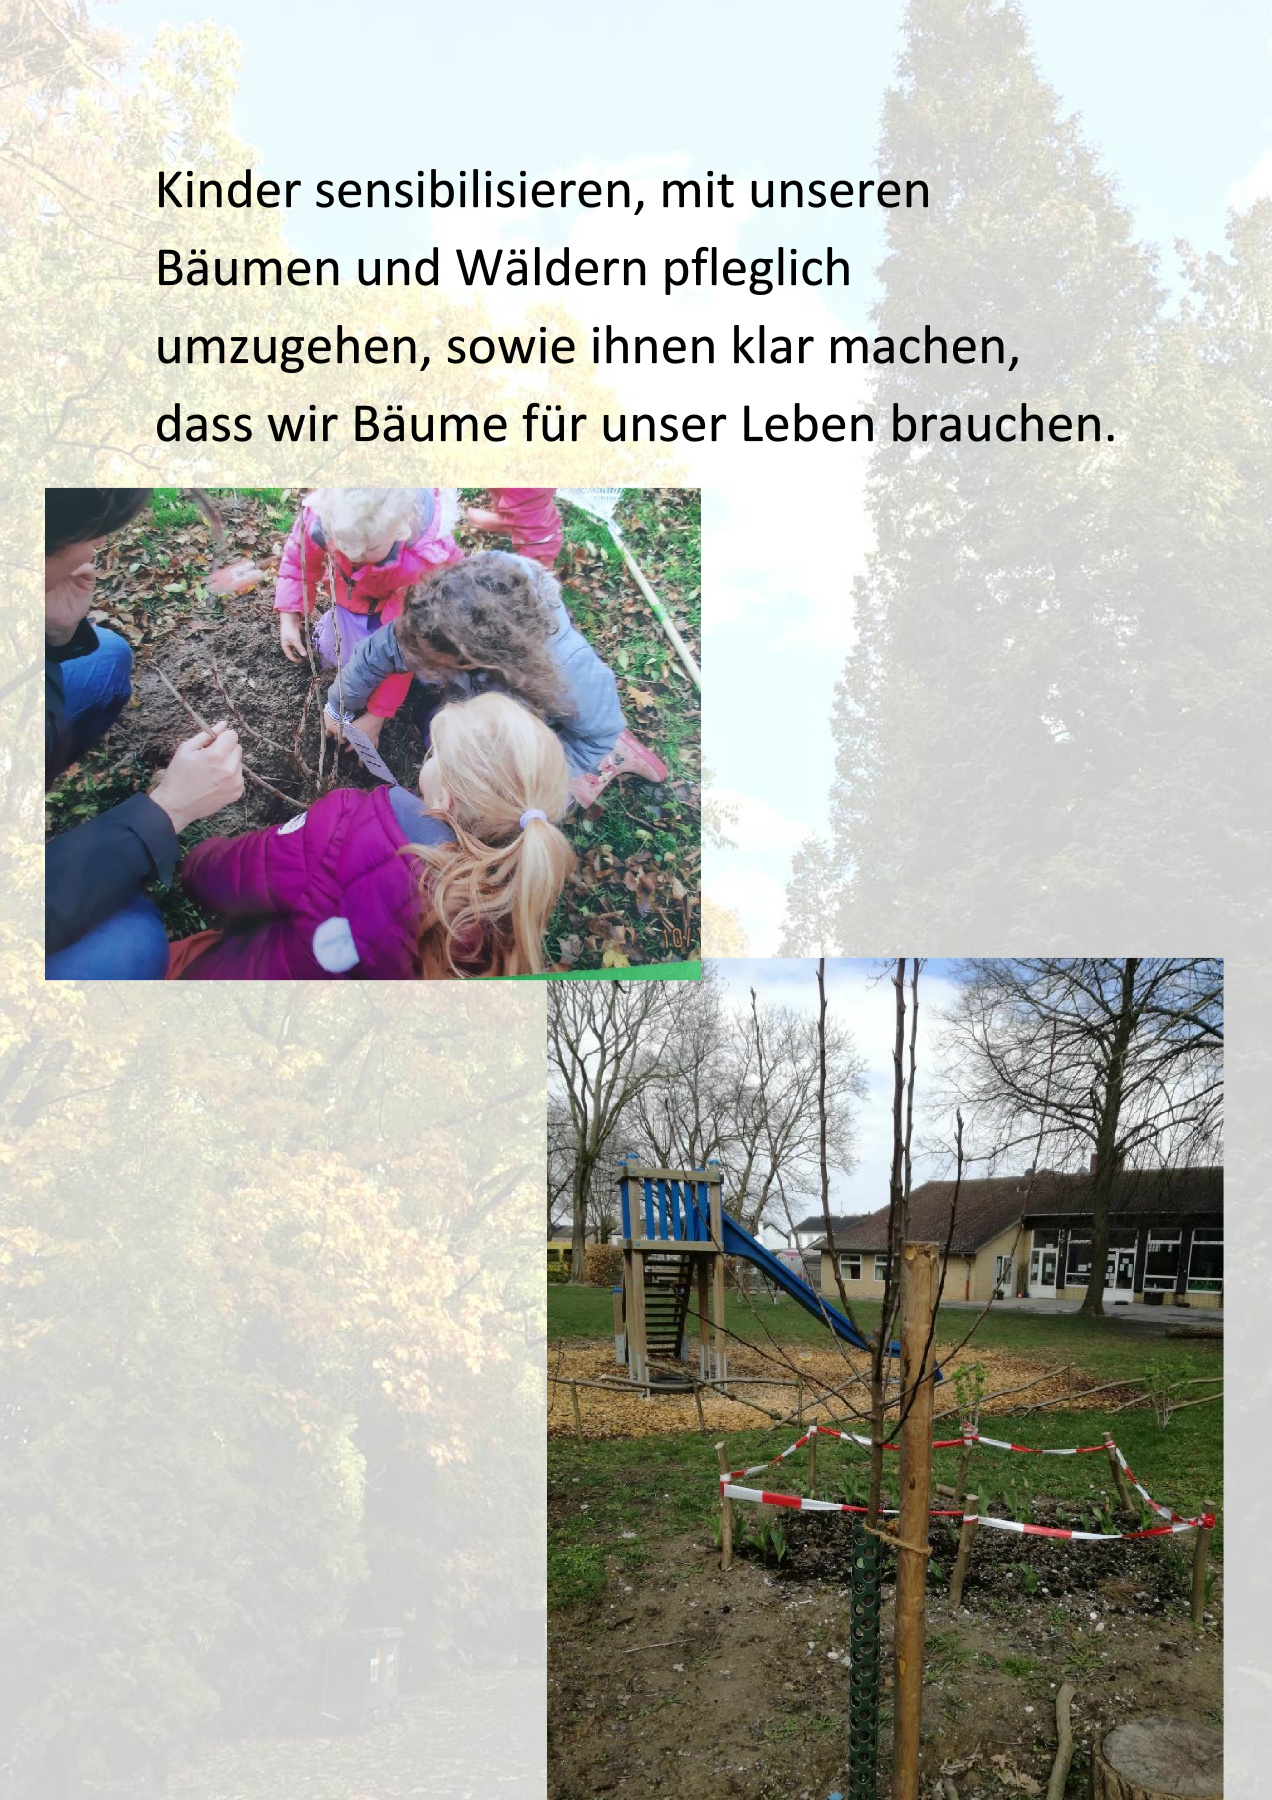 Kinder sensibilisieren, mit unseren
Bäumen und Wäldern pfleglich
umzugehen, sowie ihnen klar machen,
dass wir Bäume für unser Leben brauchen.
10/